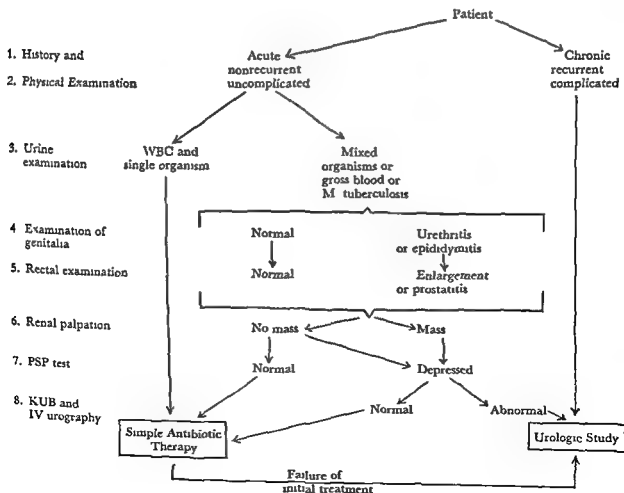 Patient
1. History and
2. Physical Examination
Acute
nonrecurrent
uncomplicated
Chronic
recurrent
complicated
3. Urine
examination
WBC and
single organism
Mixed
organisms or
gross blood or
M tuberculosis
4 Examination of
genitalia
Normal
Urethritis
or epididymitis
5. Rectal examination
Normal
Enlargement
or prostatitis
6. Renal palpation
No mass
Mass
7. PSP test
Normal
Depressed
8. KUB and
IV urography
Normal
Abnormal
Simple Antibiotic
Therapy
Urologic Study
Failure of
initial treatment